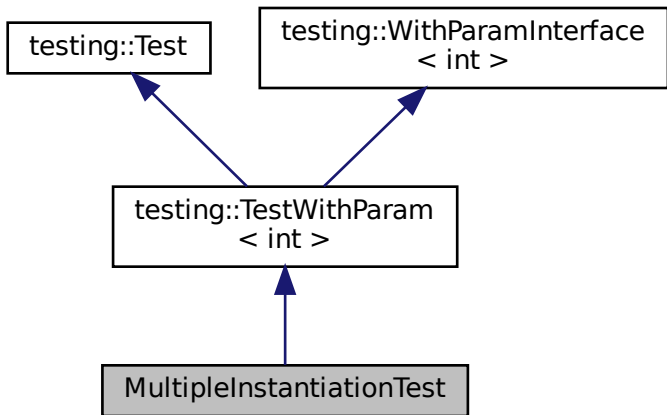 testing::Test
testing::WithParamInterface
< int >
testing::TestWithParam
< int >
MultipleInstantiationTest